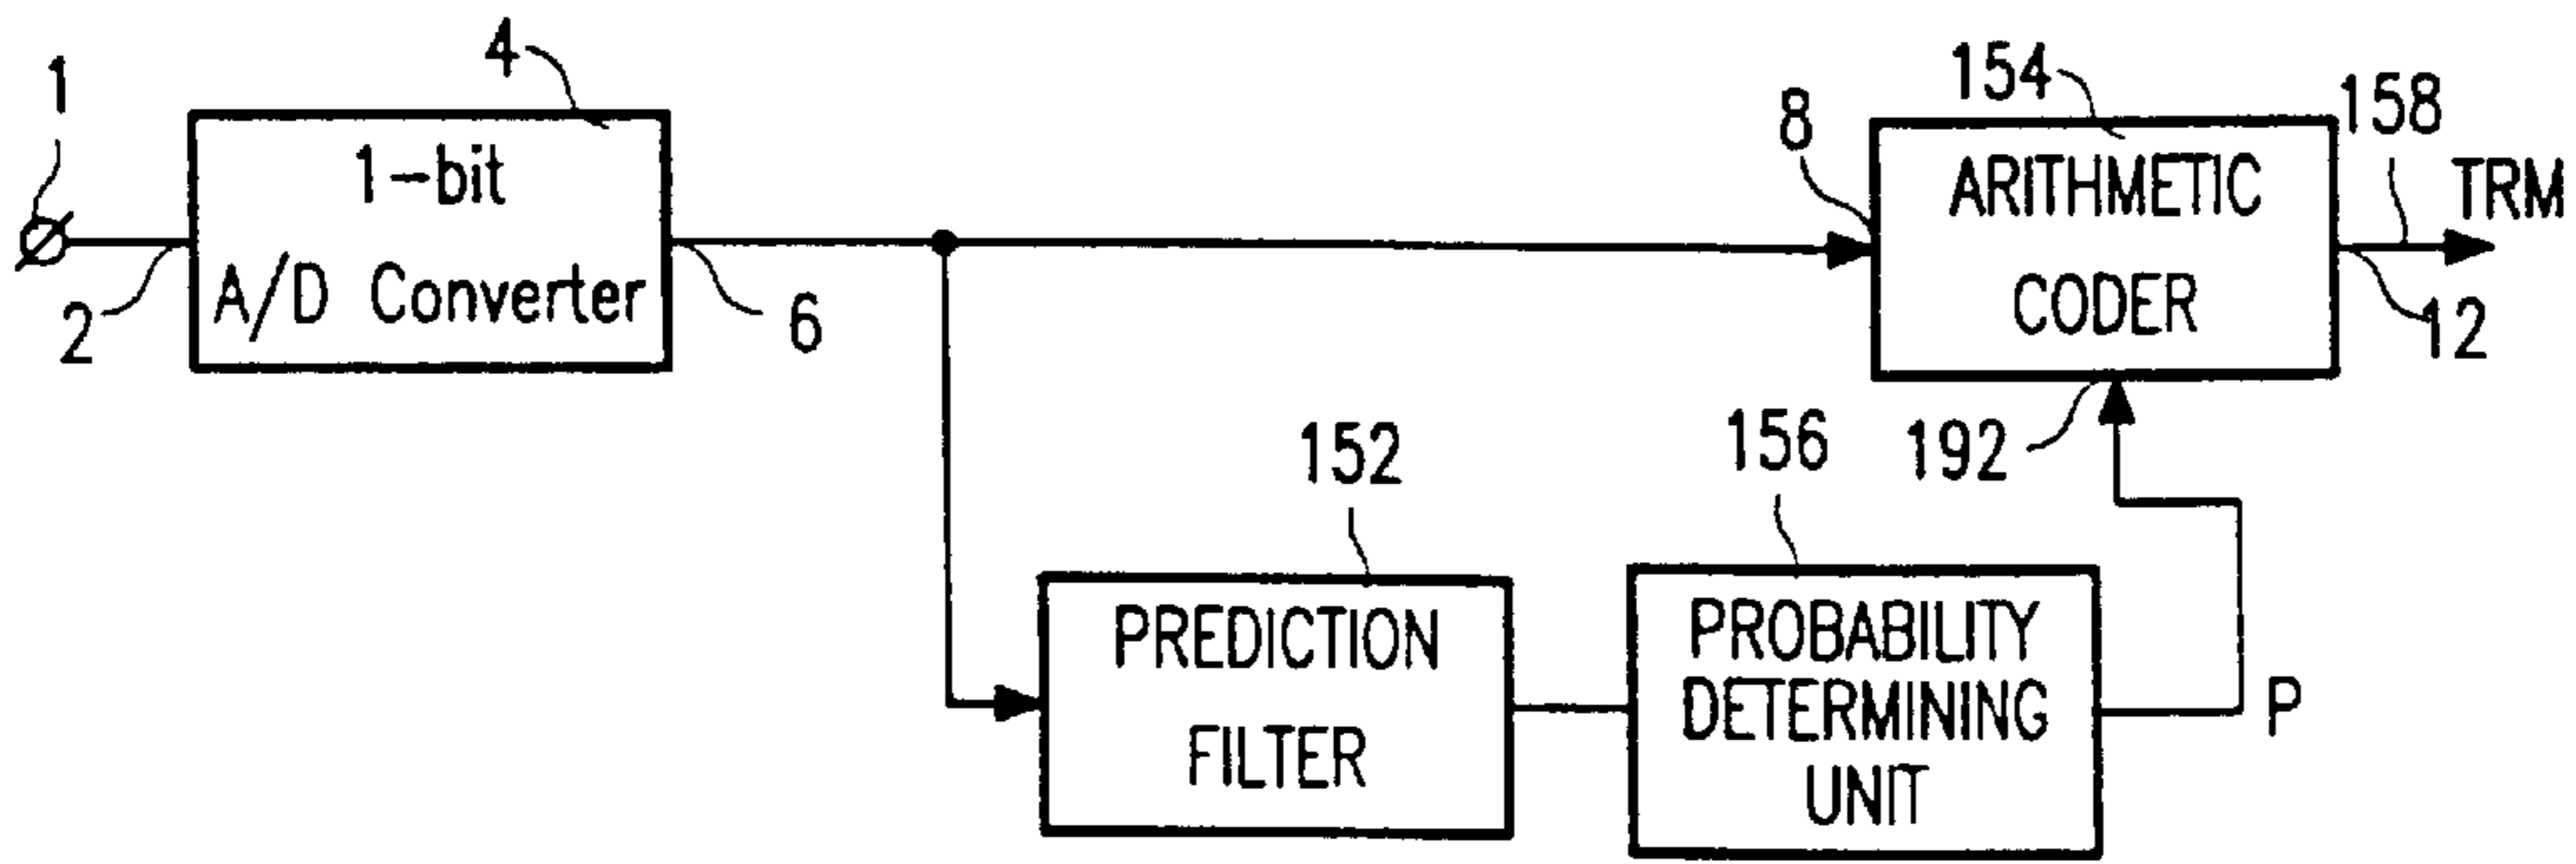 1
4
1-bit
A/D Converter
2
6
8
154
ARITHMETIC
CODER
158
TRM
12
192
152
PREDICTION
FILTER
156
PROBABILITY
DETERMINING
UNIT
P